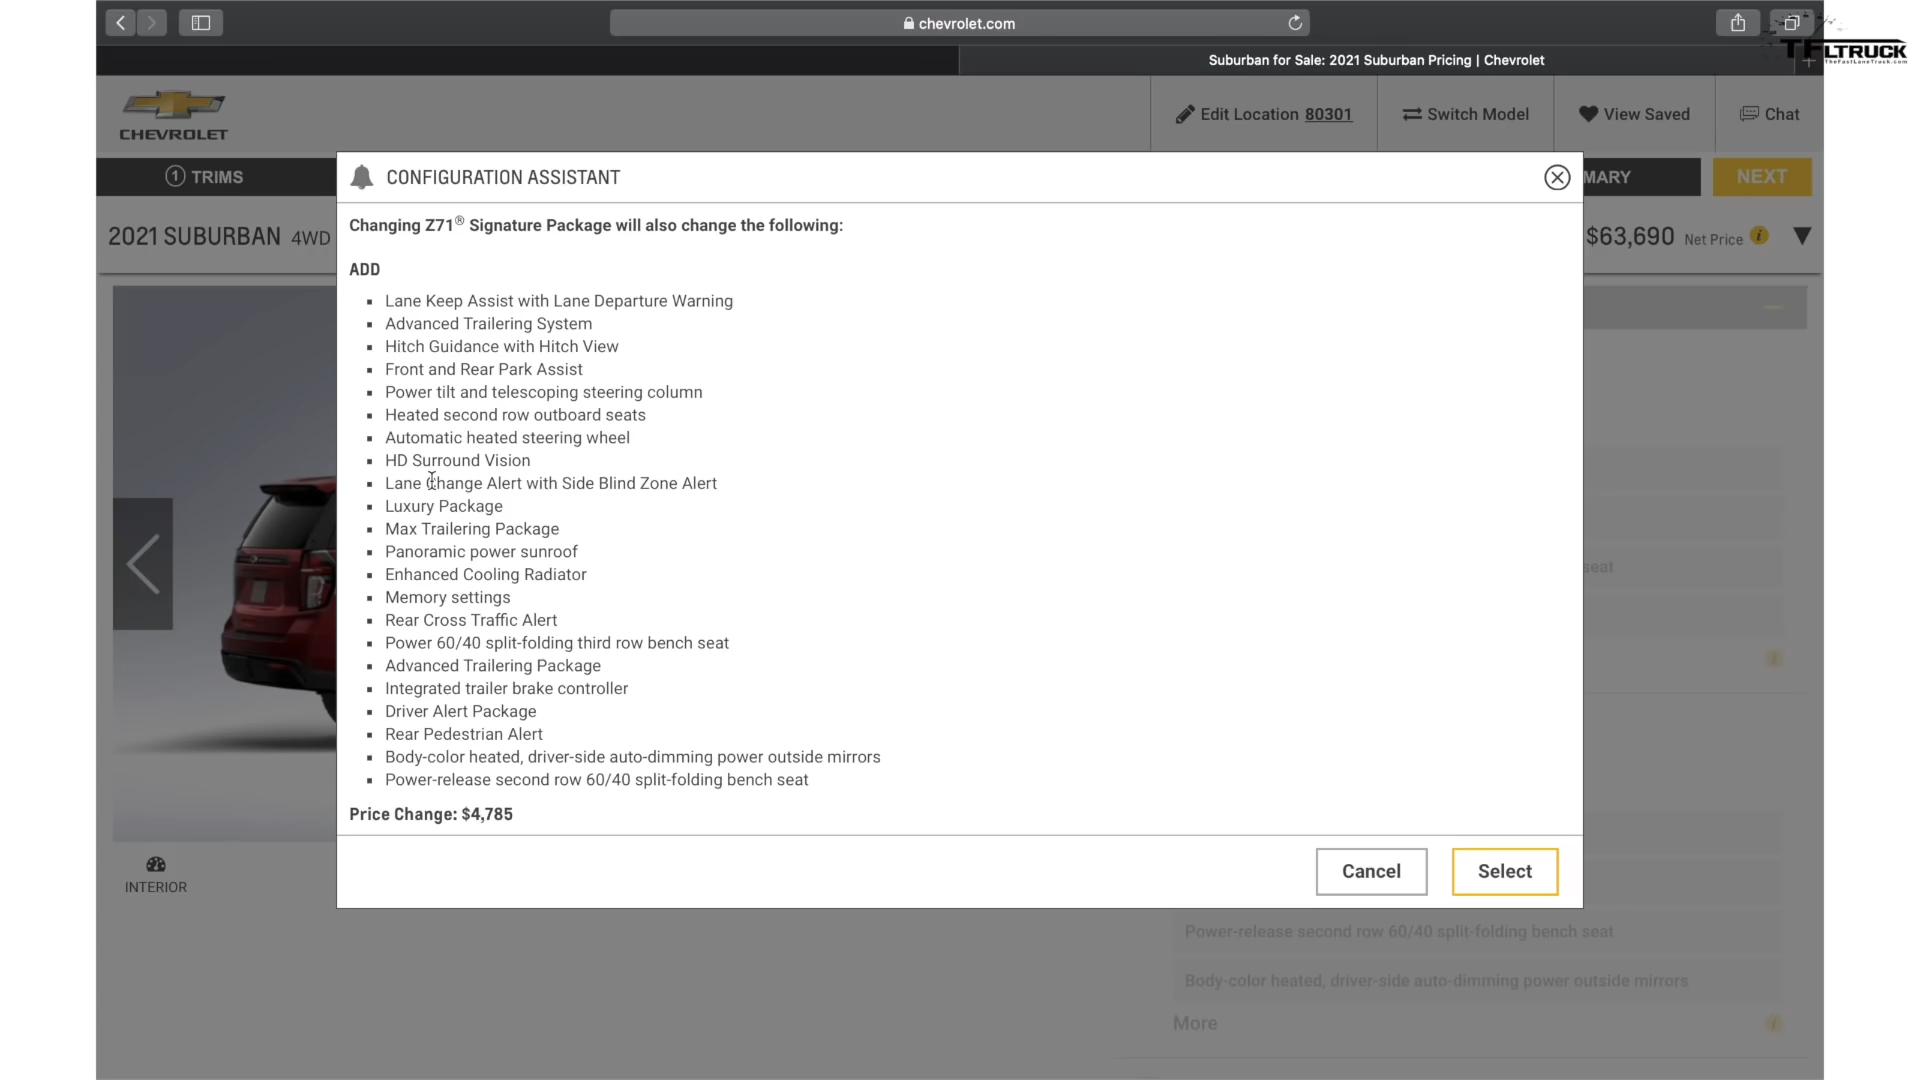 chevrolet.com
Suburban for Sale: 2021 Suburban Pricing | Chevrolet
TFLTRUCK
TheFastLaneTruck.com
CHEVROLET
Edit Location 80301
Switch Model
View Saved
Chat
1 TRIMS
MARY
NEXT
2021 SUBURBAN 4WD
$63,690 Net Price
CONFIGURATION ASSISTANT
Changing Z71® Signature Package will also change the following:
ADD
Lane Keep Assist with Lane Departure Warning
Advanced Trailering System
Hitch Guidance with Hitch View
Front and Rear Park Assist
Power tilt and telescoping steering column
Heated second row outboard seats
Automatic heated steering wheel
HD Surround Vision
Lane Change Alert with Side Blind Zone Alert
Luxury Package
Max Trailering Package
Panoramic power sunroof
Enhanced Cooling Radiator
Memory settings
Rear Cross Traffic Alert
Power 60/40 split-folding third row bench seat
Advanced Trailering Package
Integrated trailer brake controller
Driver Alert Package
Rear Pedestrian Alert
Body-color heated, driver-side auto-dimming power outside mirrors
Power-release second row 60/40 split-folding bench seat
Price Change: $4,785
Cancel
Select
seat
INTERIOR
Power-release second row 60/40 split-folding bench seat
Body-color heated, driver-side auto-dimming power outside mirrors
More